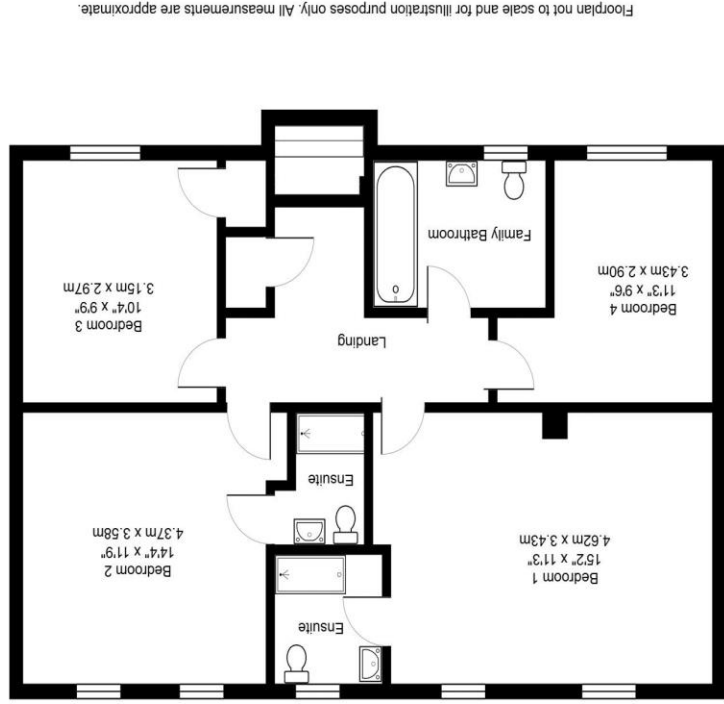 Bedroom 1
15'2" x 11'3"
4.62m x 3.43m
Ensuite
Bedroom 2
14'4" x 11'9"
4.37m x 3.58m
Ensuite
Landing
Bedroom 4
11'3" x 9'6"
3.43m x 2.90m
Family Bathroom
Bedroom 3
10'4" x 9'9"
3.15m x 2.97m
Floorplan not to scale and for illustration purposes only. All measurements are approximate.